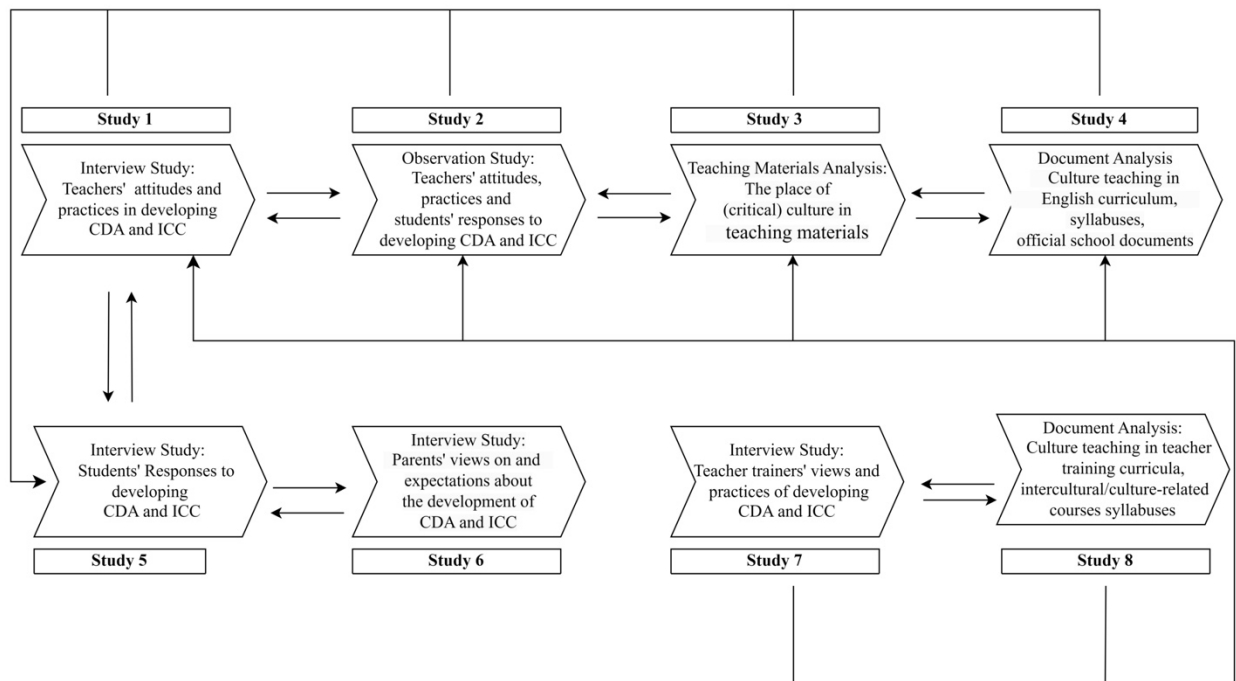 Study 1
Interview Study:
Teachers' attitudes and
practices in developing
CDA and ICC
Study 2
Observation Study:
Teachers' attitudes,
practices and
students' responses to
developing CDA and ICC
Study 3
Teaching Materials Analysis:
The place of
(critical) culture in
teaching materials
Study 4
Document Analysis
Culture teaching in
English curriculum,
syllabuses,
official school documents
Interview Study:
Students' Responses to
developing
CDA and ICC
Study 5
Interview Study:
Parents' views on and
expectations about
the development of
CDA and ICC
Study 6
Interview Study:
Teacher trainers' views and
practices of developing
CDA and ICC
Study 7
Document Analysis:
Culture teaching in teacher
training curricula,
intercultural/culture-related
courses syllabuses
Study 8